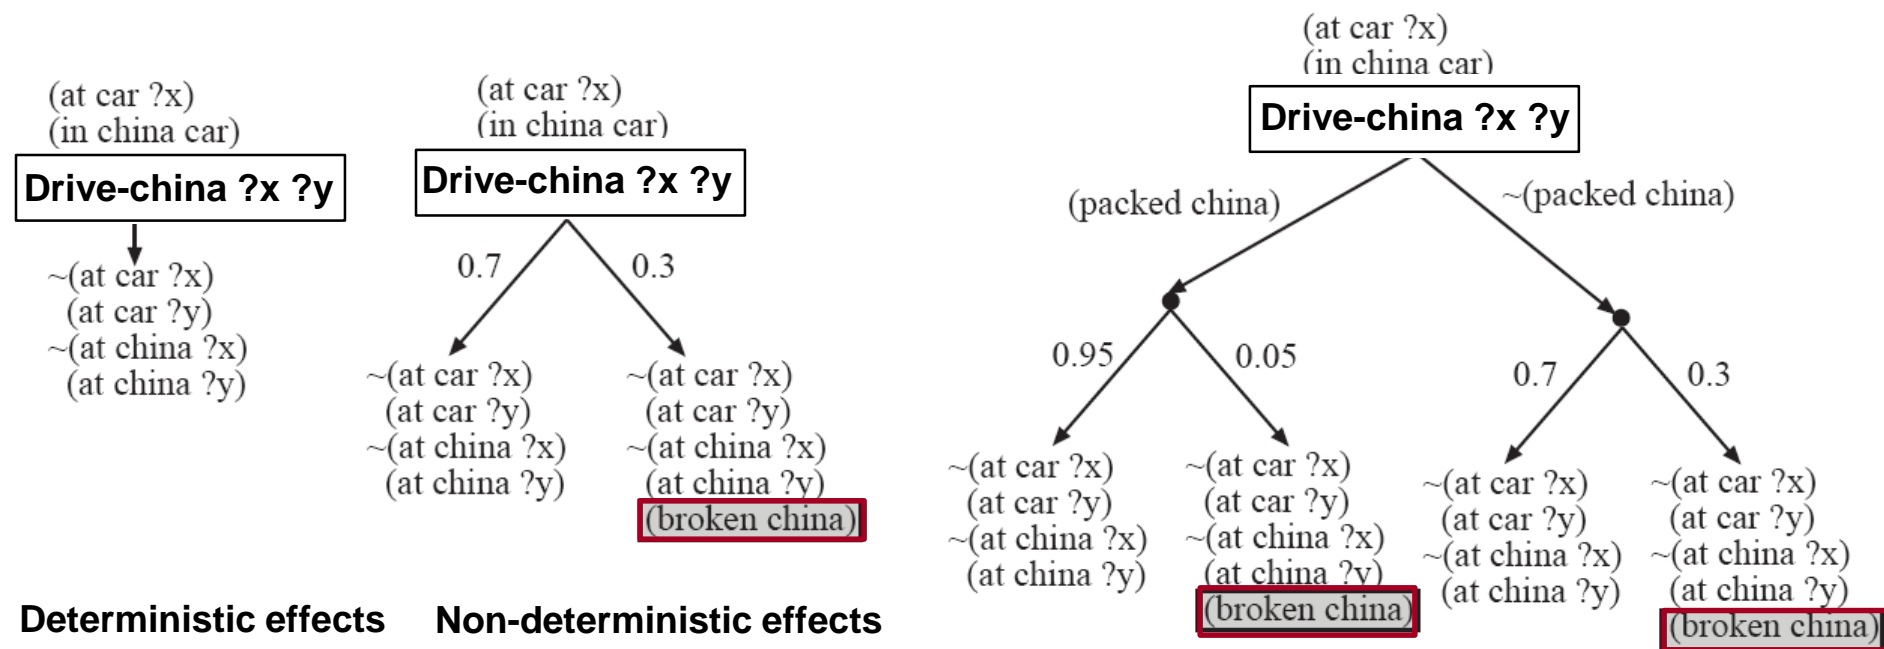 (at car ?x)
(in china car)
Drive-china ?x ?y
~(at car ?x)
(at car ?y)
~(at china ?x)
(at china ?y)
Deterministic effects
(at car ?x)
(in china car)
Drive-china ?x ?y
0.7
0.3
~(at car ?x)
(at car ?y)
~(at china ?x)
(at china ?y)
~(at car ?x)
(at car ?y)
~(at china ?x)
(at china ?y)
(broken china)
Non-deterministic effects
(at car ?x)
(in china car)
Drive-china ?x ?y
(packed china)
~(packed china)
0.95
0.05
0.7
0.3
~(at car ?x)
(at car ?y)
~(at china ?x)
(at china ?y)
~(at car ?x)
(at car ?y)
~(at china ?x)
(at china ?y)
(broken china)
~(at car ?x)
(at car ?y)
~(at china ?x)
(at china ?y)
~(at car ?x)
(at car ?y)
~(at china ?x)
(at china ?y)
(broken china)